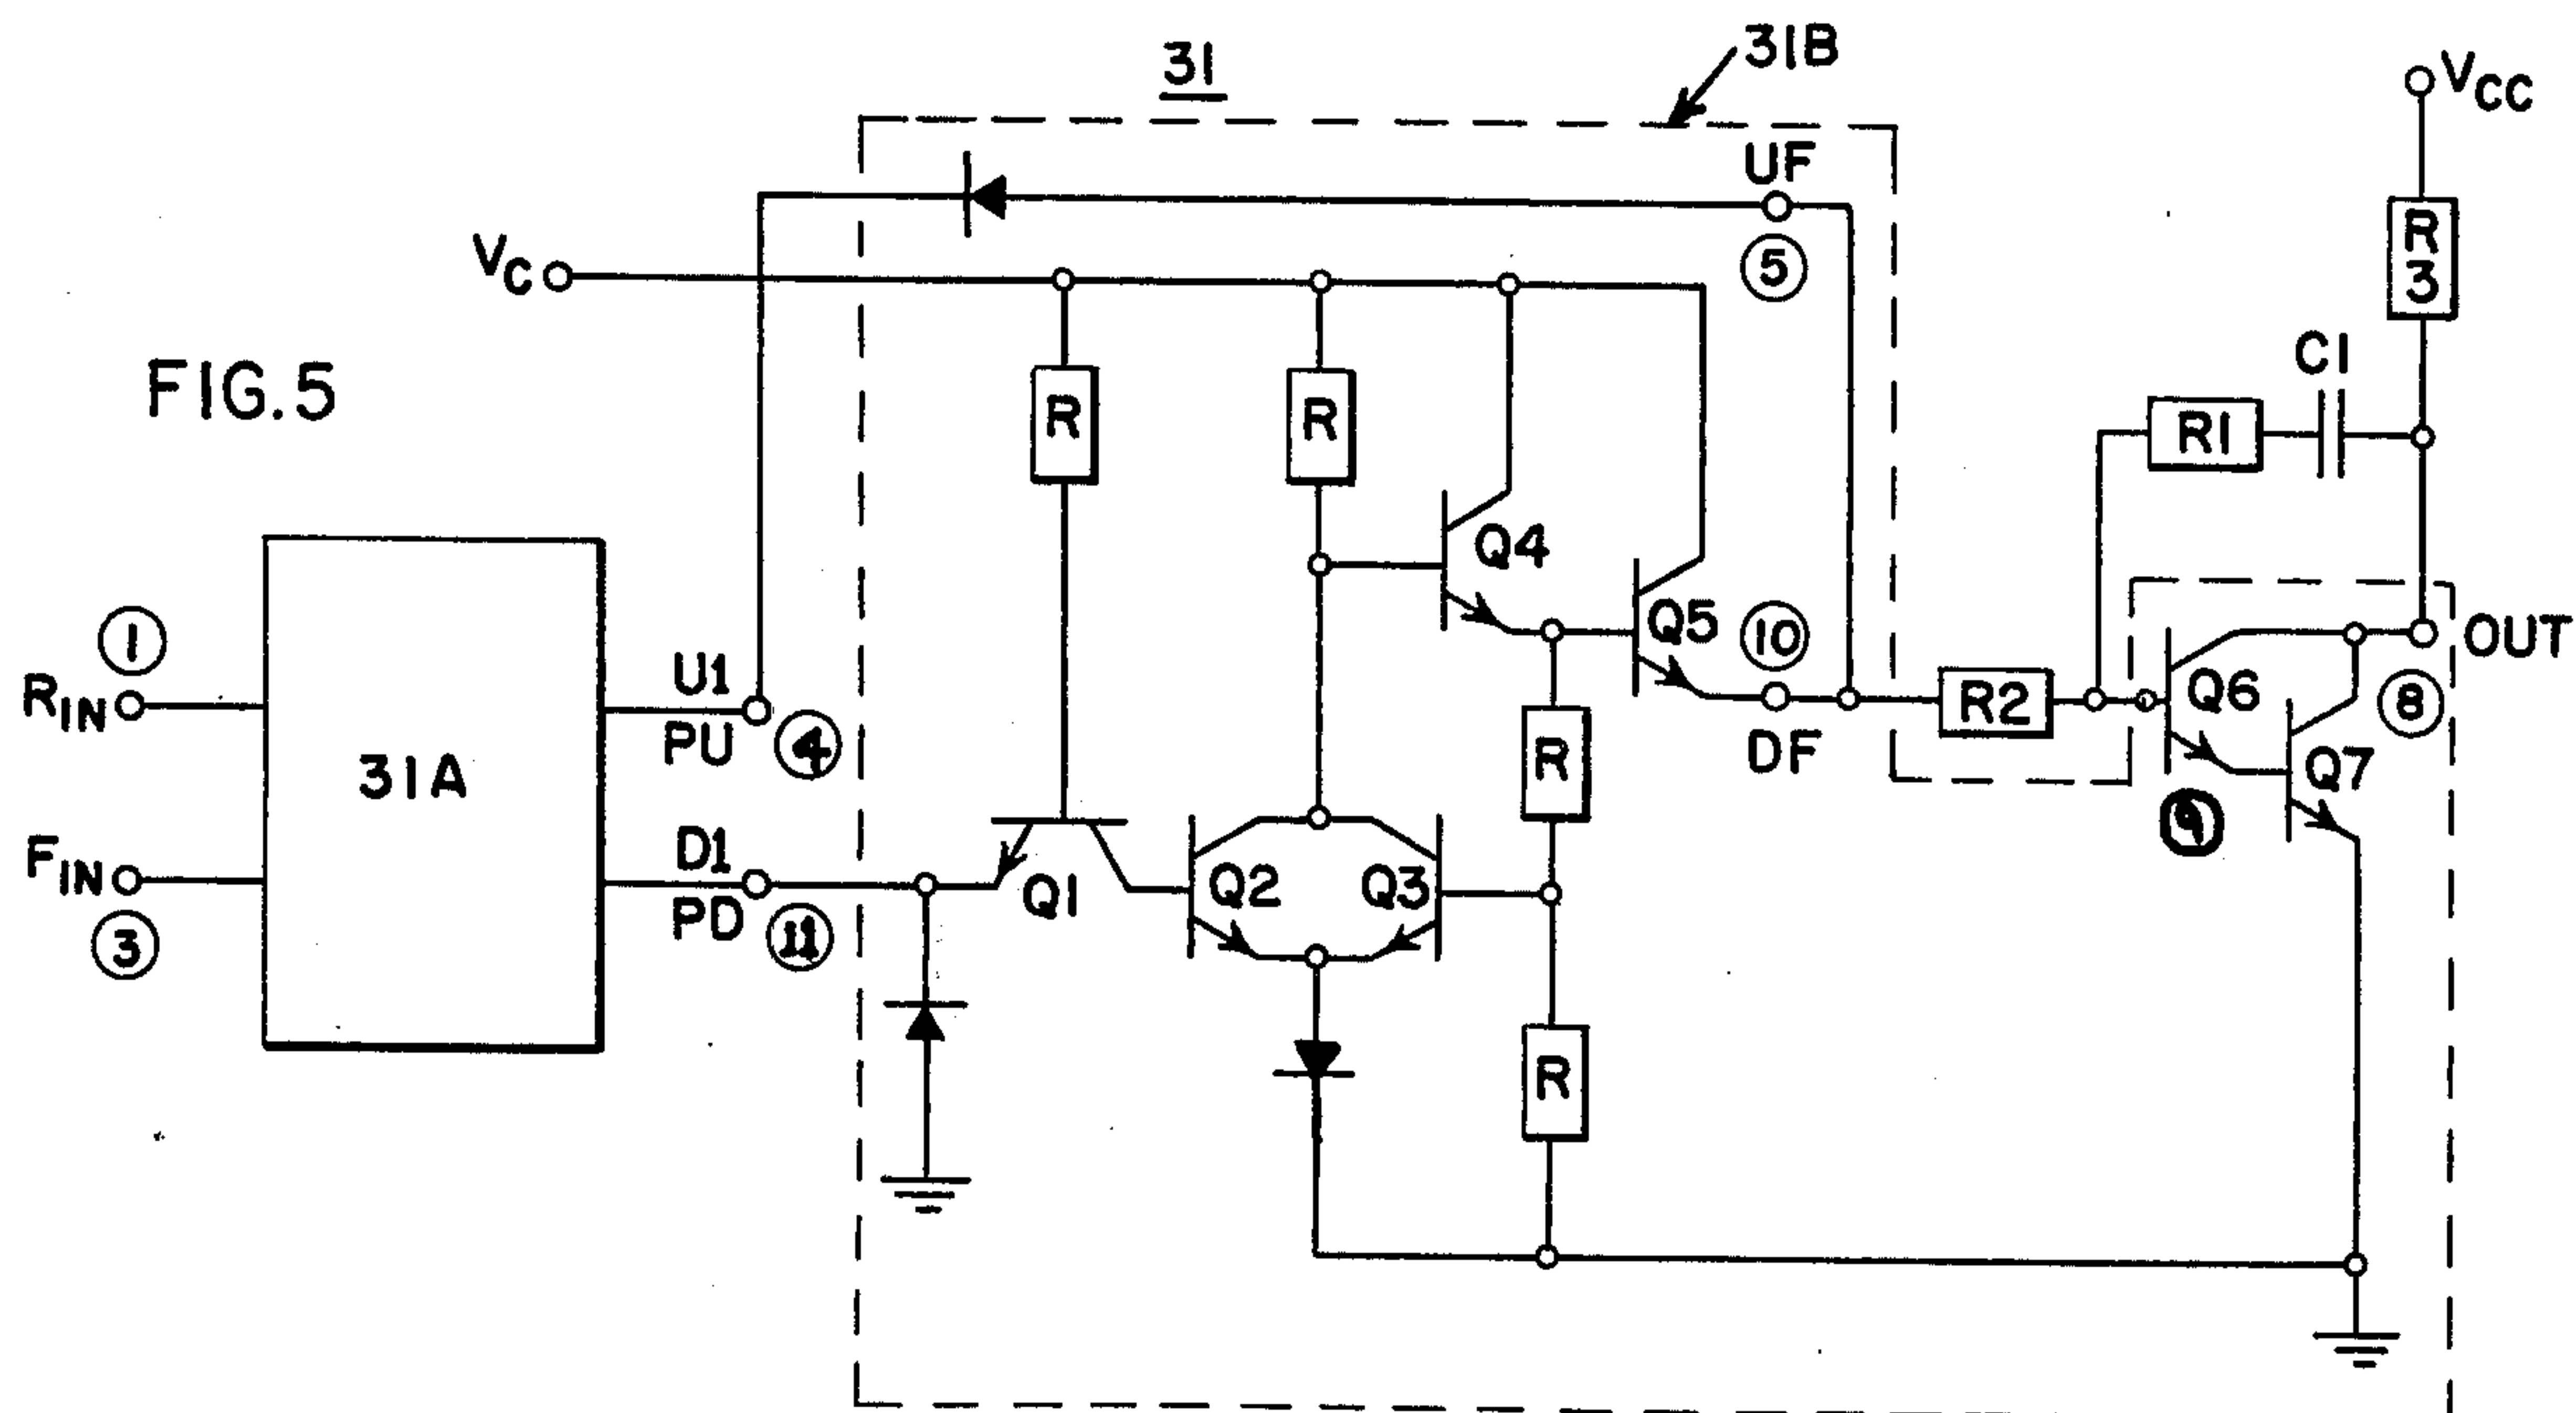 31
31B
VCC
UF
5
VC
R
3
C1
FIG.5
R
R
R1
Q4
1
10
Q5
OUT
RIN
U1
PU
4
R2
Q6
8
31A
DF
R
Q7
9
FIN
D1
PD
11
Q1
Q2
Q3
3
R